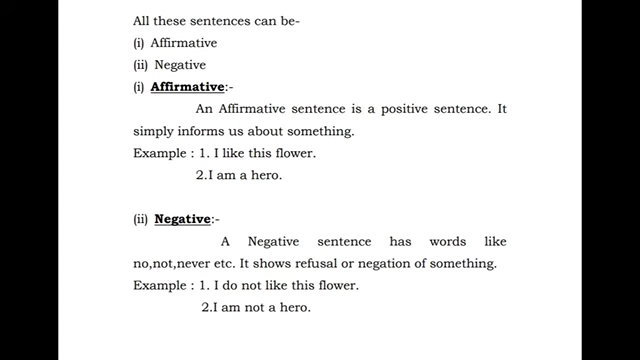 All these sentences can be-
(i) Affirmative
(ii) Negative
(i) Affirmative:-
An Affirmative sentence is a positive sentence. It
simply informs us about something.
Example : 1. I like this flower.
2.I am a hero.
(ii) Negative:-
A Negative sentence has words like
no,not,never etc. It shows refusal or negation of something.
Example : 1. I do not like this flower.
2.I am not a hero.